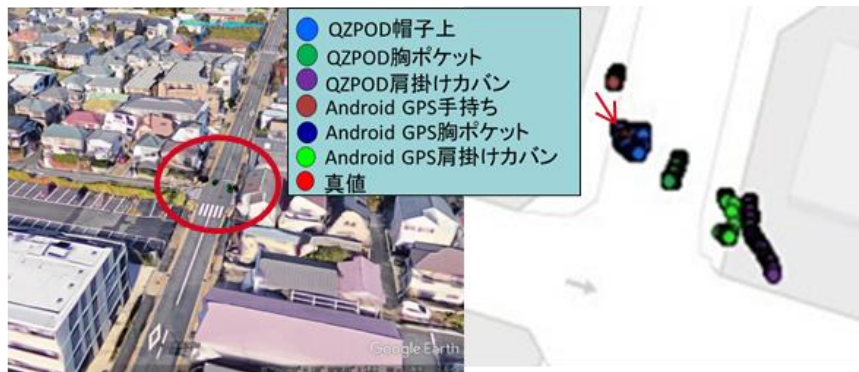 QZPOD帽子上
QZPOD胸ポケット
QZPOD肩掛けカバン
Android GPS手持ち
Android GPS胸ポケット
Android GPS肩掛けカバン
真値
Google Earth